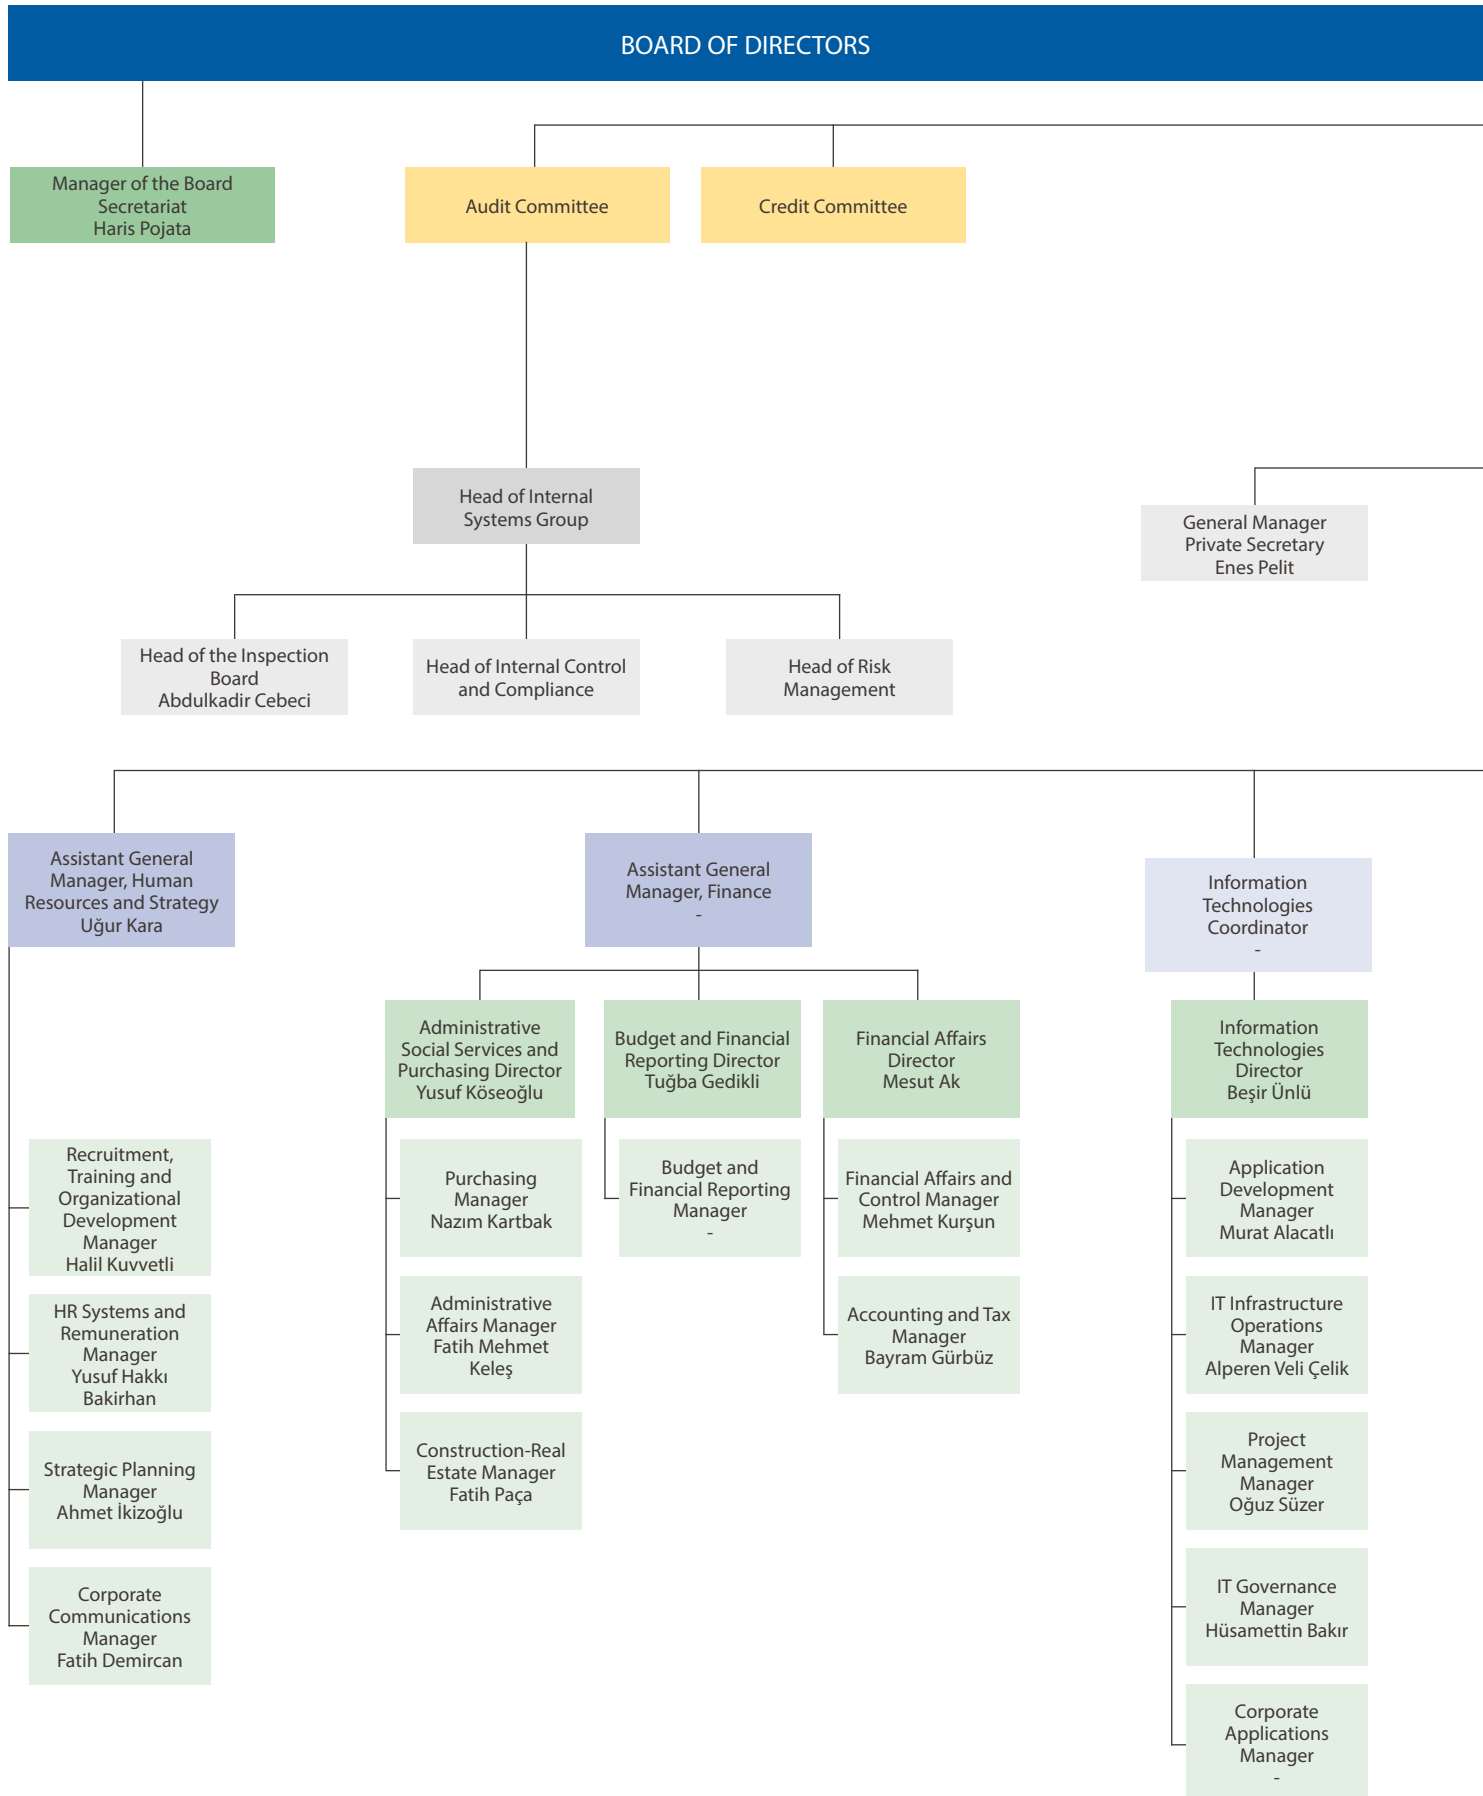 BOARD OF DIRECTORS
Manager of the Board
Secretariat
Haris Pojata
Audit Committee
Credit Committee
Head of Internal
Systems Group
General Manager
Private Secretary
Enes Pelit
Head of the Inspection
Board
Abdulkadir Cebeci
Head of Internal Control
and Compliance
Head of Risk
Management
Assistant General
Manager, Human
Resources and Strategy
Uğur Kara
Assistant General
Manager, Finance
-
Information
Technologies
Coordinator
-
Administrative
Social Services and
Purchasing Director
Yusuf Köseoğlu
Budget and Financial
Reporting Director
Tuğba Gedikli
Financial Affairs
Director
Mesut Ak
Information
Technologies
Director
Beşir Ünlü
Recruitment,
Training and
Organizational
Development
Manager
Halil Kuvvetli
Purchasing
Manager
Nazım Kartbak
Budget and
Financial Reporting
Manager
-
Financial Affairs and
Control Manager
Mehmet Kurşun
Application
Development
Manager
Murat Alacatlı
HR Systems and
Remuneration
Manager
Yusuf Hakkı
Bakirhan
Administrative
Affairs Manager
Fatih Mehmet
Keleş
Accounting and Tax
Manager
Bayram Gürbüz
IT Infrastructure
Operations
Manager
Alperen Veli Çelik
Strategic Planning
Manager
Ahmet İkizoğlu
Construction-Real
Estate Manager
Fatih Paça
Project
Management
Manager
Oğuz Süzer
Corporate
Communications
Manager
Fatih Demircan
IT Governance
Manager
Hüsamettin Bakır
Corporate
Applications
Manager
-